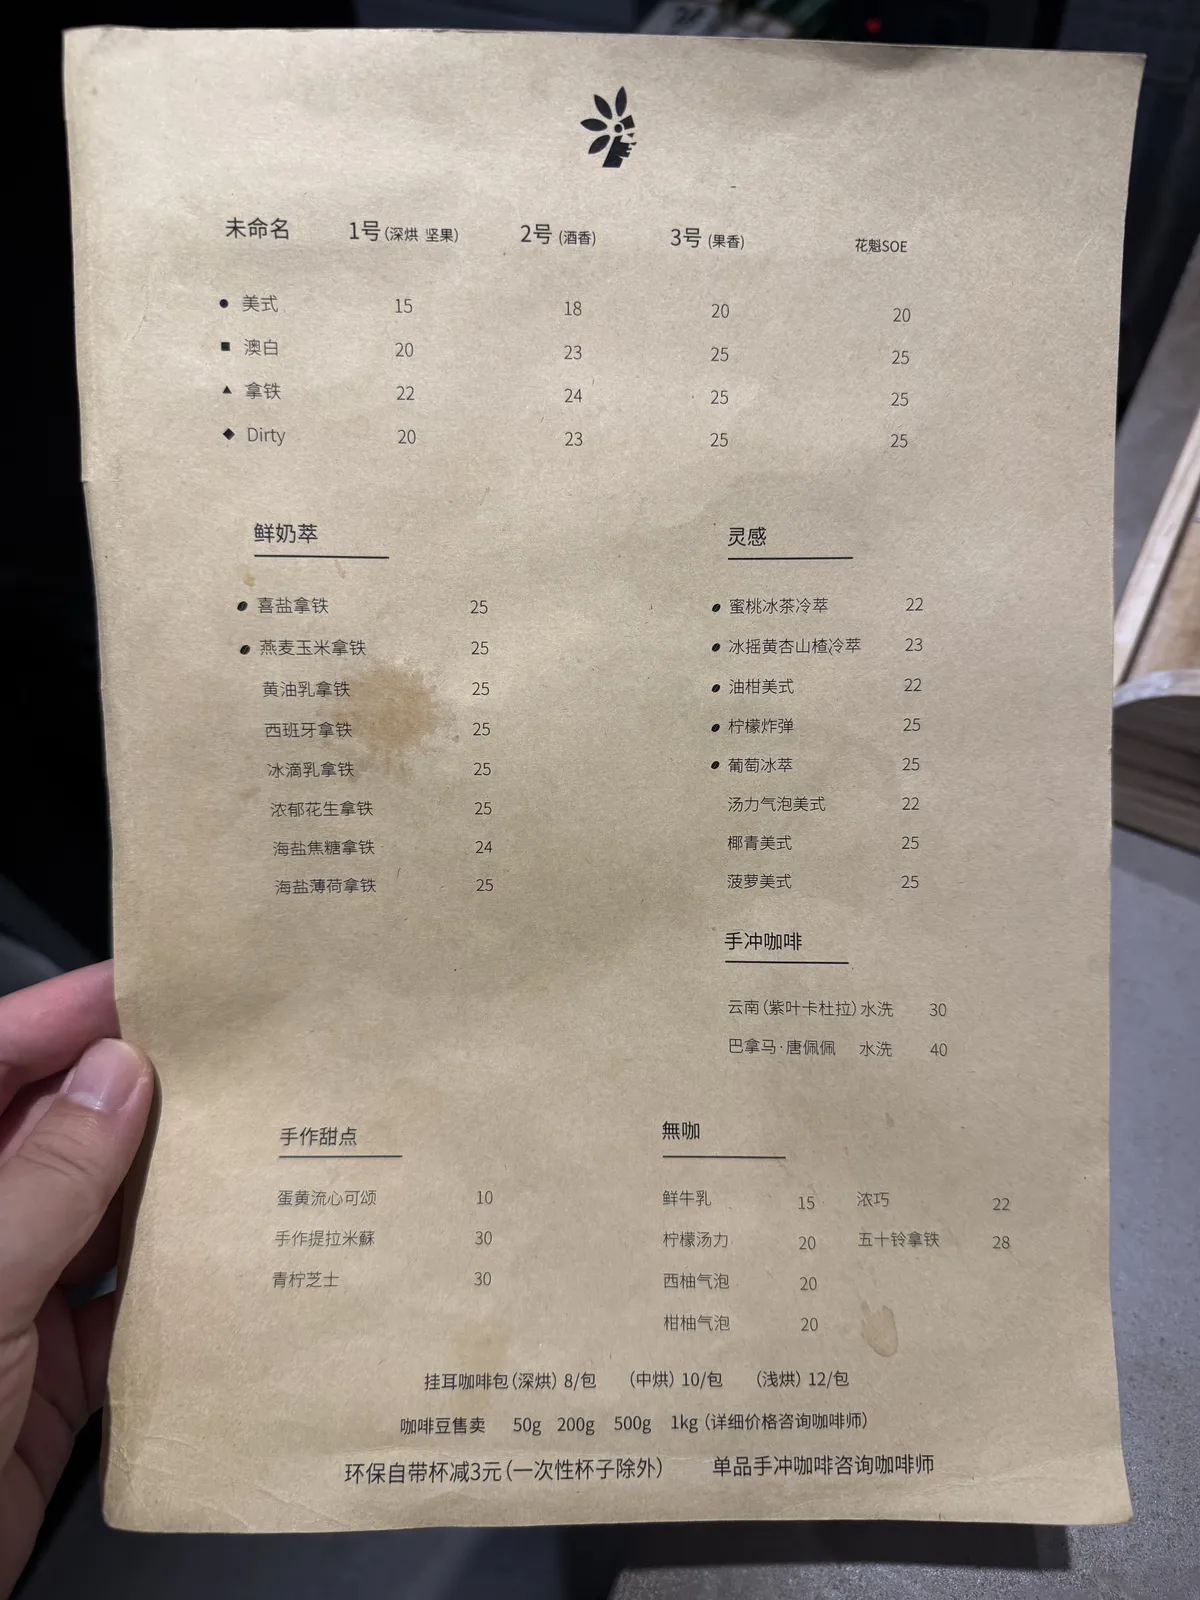 未命名 1号(深烘 坚果) 2号(酒香) 3号(果香) 花魁SOE
美式 15 18 20 20
澳白 20 23 25 25
拿铁 22 24 25 25
Dirty 20 23 25 25
鲜奶萃
喜盐拿铁 25
燕麦玉米拿铁 25
黄油乳拿铁 25
西班牙拿铁 25
冰滴乳拿铁 25
浓郁花生拿铁 25
海盐焦糖拿铁 24
海盐薄荷拿铁 25
灵感
蜜桃冰茶冷萃 22
冰摇黄杏山楂冷萃 23
油柑美式 22
柠檬炸弹 25
葡萄冰萃 25
汤力气泡美式 22
椰青美式 25
菠萝美式 25
手冲咖啡
云南(紫叶卡杜拉)水洗 30
巴拿马·唐佩佩 水洗 40
手作甜点
蛋黄流心可颂 10
手作提拉米蘇 30
青柠芝士 30
無咖
鲜牛乳 15 浓巧 22
柠檬汤力 20 五十铃拿铁 28
西柚气泡 20
柑柚气泡 20
挂耳咖啡包(深烘) 8/包 (中烘) 10/包 (浅烘) 12/包
咖啡豆售卖 50g 200g 500g 1kg (详细价格咨询咖啡师)
环保自带杯减3元(一次性杯子除外) 单品手冲咖啡咨询咖啡师